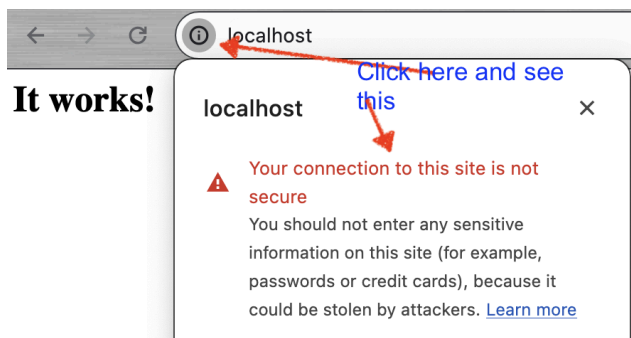 localhost
Click here and see
this
It works!
localhost
Your connection to this site is not
secure
You should not enter any sensitive
information on this site (for example,
passwords or credit cards), because it
could be stolen by attackers. Learn more